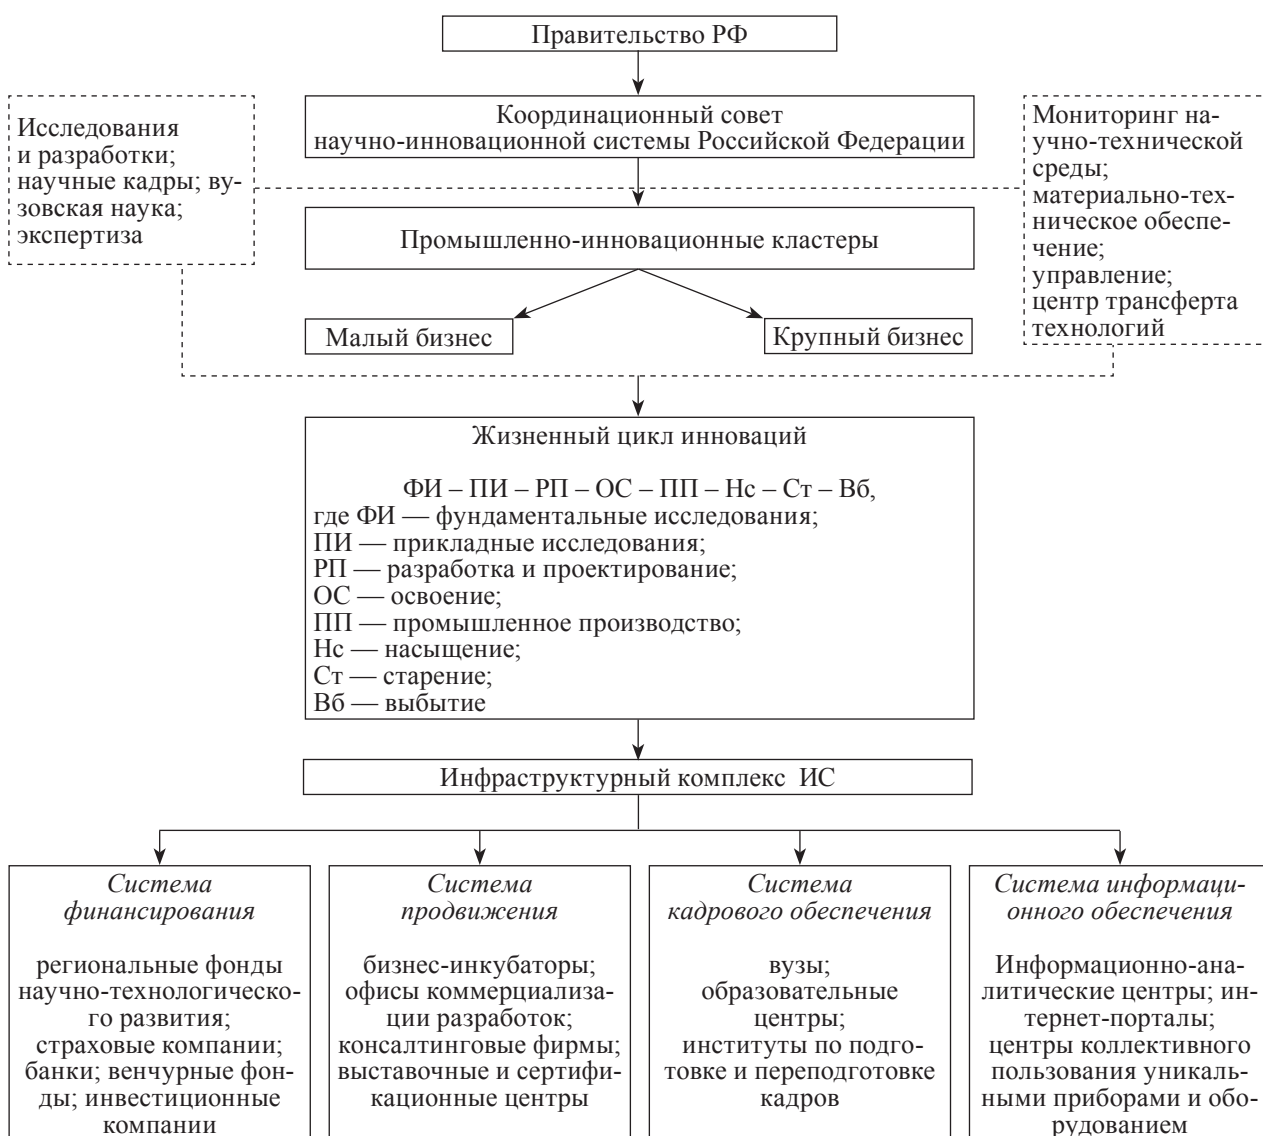 Правительство РФ
Координационный совет
научно-инновационной системы Российской Федерации
Исследования
и разработки;
научные кадры; ву-
зовская наука;
экспертиза
Мониторинг на-
учно-технической
среды;
материально-тех-
ническое обеспе-
чение;
управление;
центр трансферта
технологий
Промышленно-инновационные кластеры
Малый бизнес
Крупный бизнес
Жизненный цикл инноваций
ФИ – ПИ – РП – ОС – ПП – Нс – Ст – Вб,
где ФИ — фундаментальные исследования;
ПИ — прикладные исследования;
РП — разработка и проектирование;
ОС — освоение;
ПП — промышленное производство;
Нс — насыщение;
Ст — старение;
Вб — выбытие
Инфраструктурный комплекс ИС
Система
финансирования
региональные фонды
научно-технологическо-
го развития;
страховые компании;
банки; венчурные фон-
ды; инвестиционные
компании
Система
продвижения
бизнес-инкубаторы;
офисы коммерциализа-
ции разработок;
консалтинговые фирмы;
выставочные и сертифи-
кационные центры
Система
кадрового обеспечения
вузы;
образовательные
центры;
институты по подго-
товке и переподготовке
кадров
Система информаци-
онного обеспечения
Информационно-ана-
литические центры; ин-
тернет-порталы;
центры коллективного
пользования уникаль-
ными приборами и обо-
рудованием